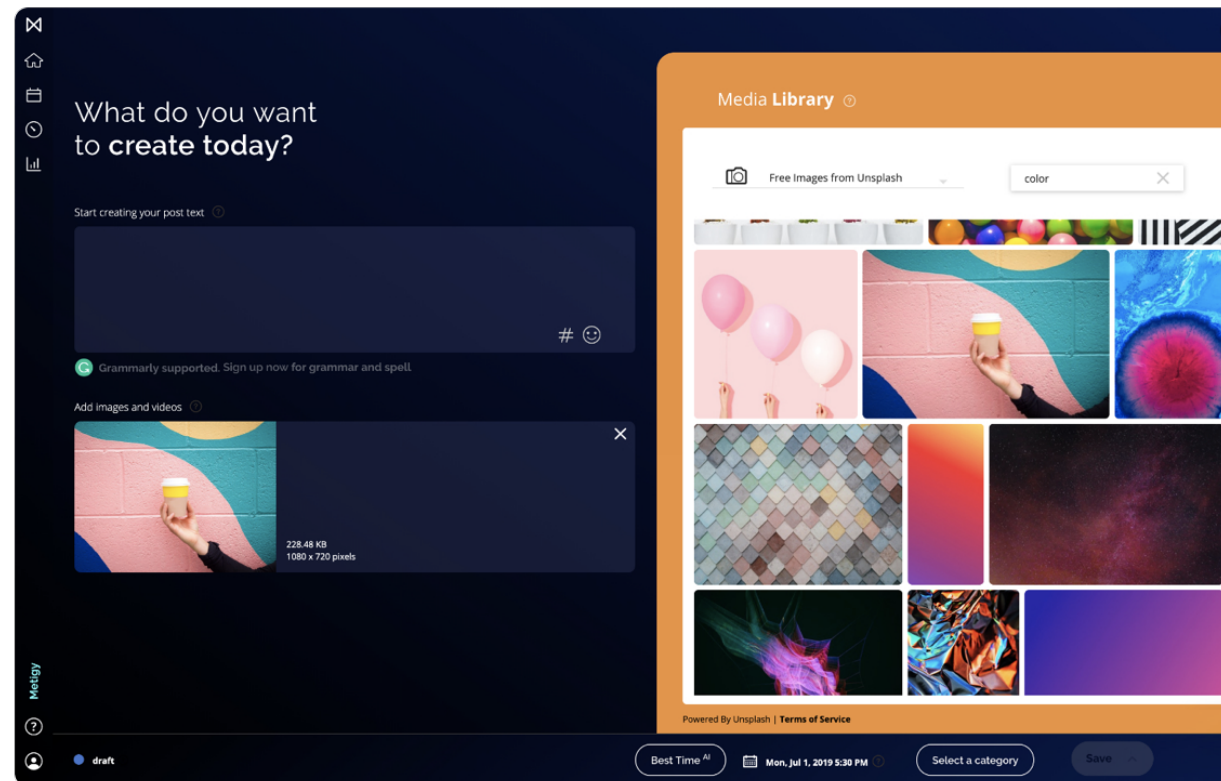 What do you want
to create today?
Start creating your post text ?
#
Grammarly supported. Sign up now for grammar and spell
Add images and videos ?
228.48 KB
1080 x 720 pixels
Metigy
?
draft
Media Library ?
Free Images from Unsplash
color
Powered By Unsplash | Terms of Service
Best Time AI
Mon, Jul 1, 2019 5:30 PM ?
Select a category
Save